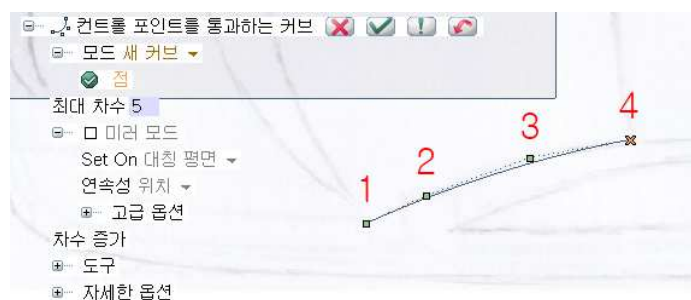 컨트롤 포인트를 통과하는 커브
모드 새 커브
점
최대 차수 5
미러 모드
Set On 대칭 평면
연속성 위치
고급 옵션
차수 증가
도구
자세한 옵션
1
2
3
4